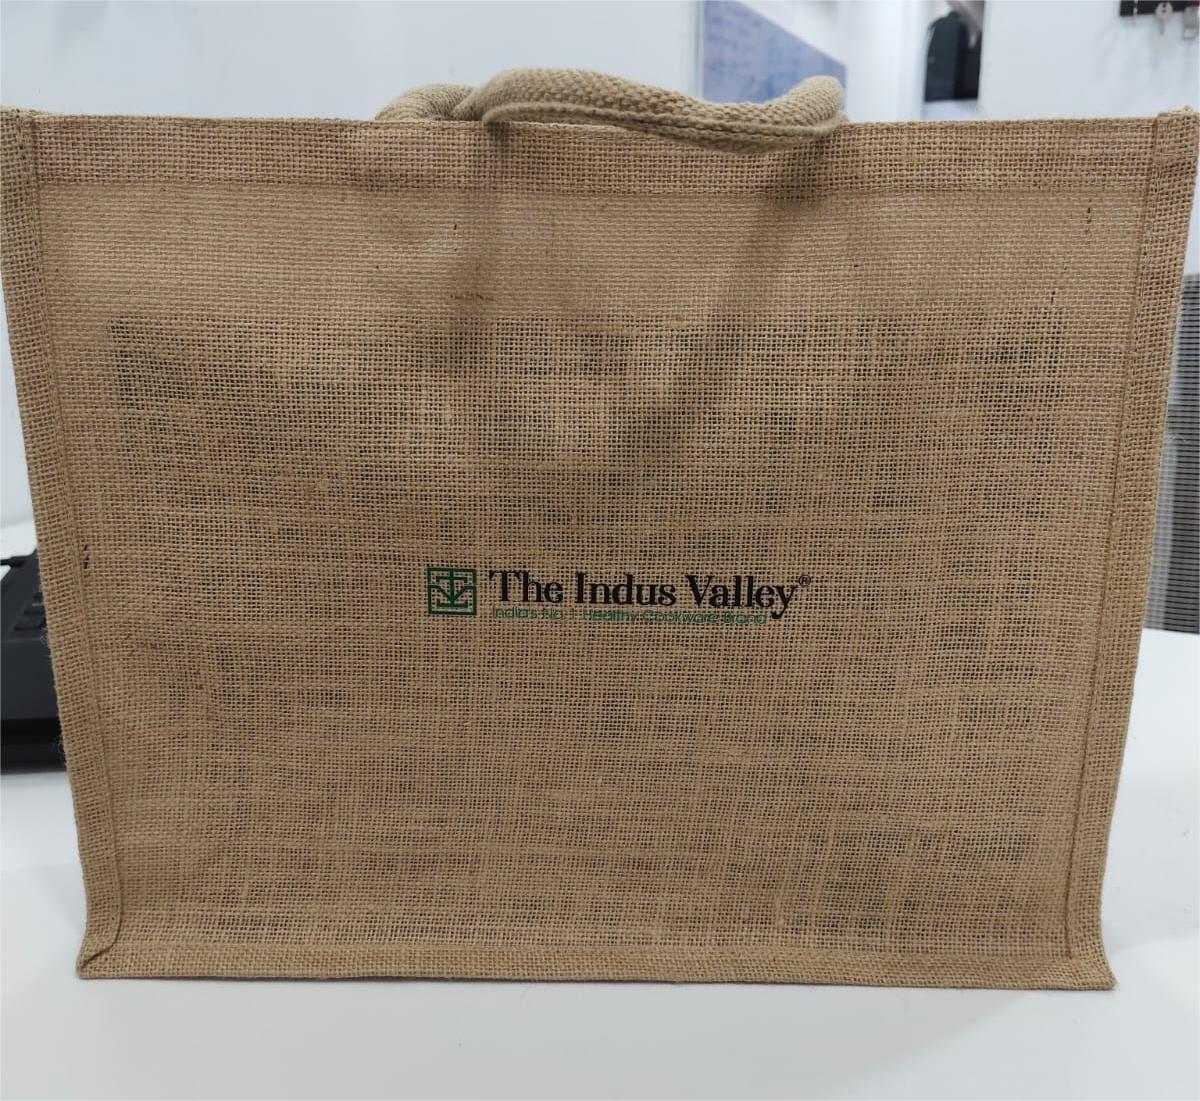 The Indus Valley®
India's No.1 Healthy Cookware Brand